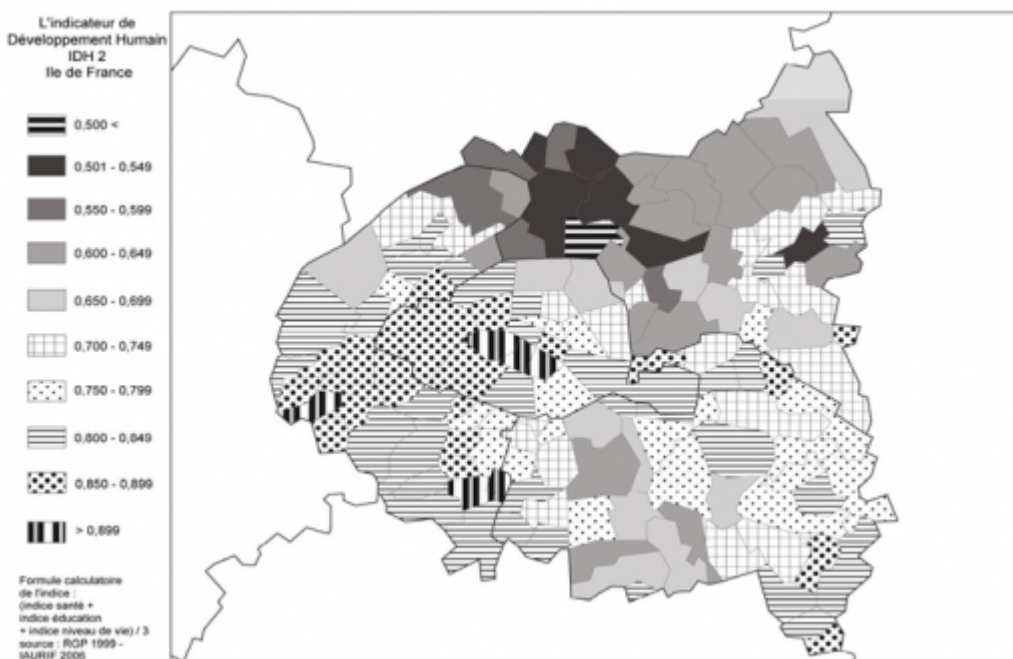 L'indicateur de
Développement Humain
IDH 2
Ile de France
0,500 <
0,501 - 0,549
0,550 - 0,599
0,600 - 0,649
0,650 - 0,699
0,700 - 0,749
0,750 - 0,799
0,800 - 0,849
0,850 - 0,899
> 0,899
Formule calculatoire
de l'indice :
(indice santé +
indice éducation
+ indice niveau de vie) / 3
source : RGP 1999 -
IAURIF 2006